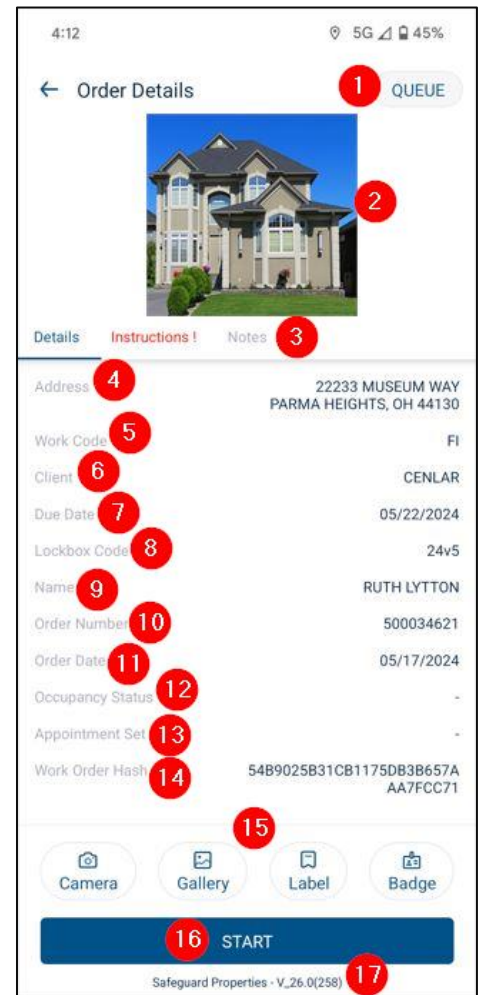 4:12 5G 45%
← Order Details 1 QUEUE
2
Details Instructions ! Notes 3
Address 4 22233 MUSEUM WAY
PARMA HEIGHTS, OH 44130
Work Code 5 FI
Client 6 CENLAR
Due Date 7 05/22/2024
Lockbox Code 8 24v5
Name 9 RUTH LYTTON
Order Number 10 500034621
Order Date 11 05/17/2024
Occupancy Status 12 -
Appointment Set 13 -
Work Order Hash 14 54B9025B31CB1175DB3B657A
AA7FCC71
15
Camera Gallery Label Badge
16 START
Safeguard Properties - V_26.0(258) 17